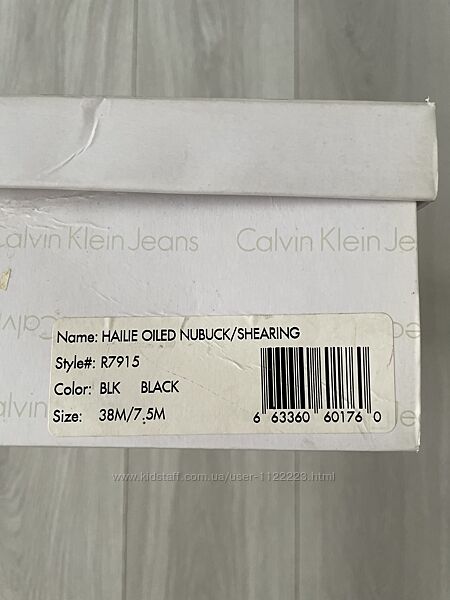 Calvin Klein Jeans
Calvin Klein Je
Name: HAILIE OILED NUBUCK/SHEARING
Style#: R7915
Color: BLK BLACK
Size: 38M/7.5M
6 63360 60176 0
www.kidstaff.com.ua/user-1122223.html